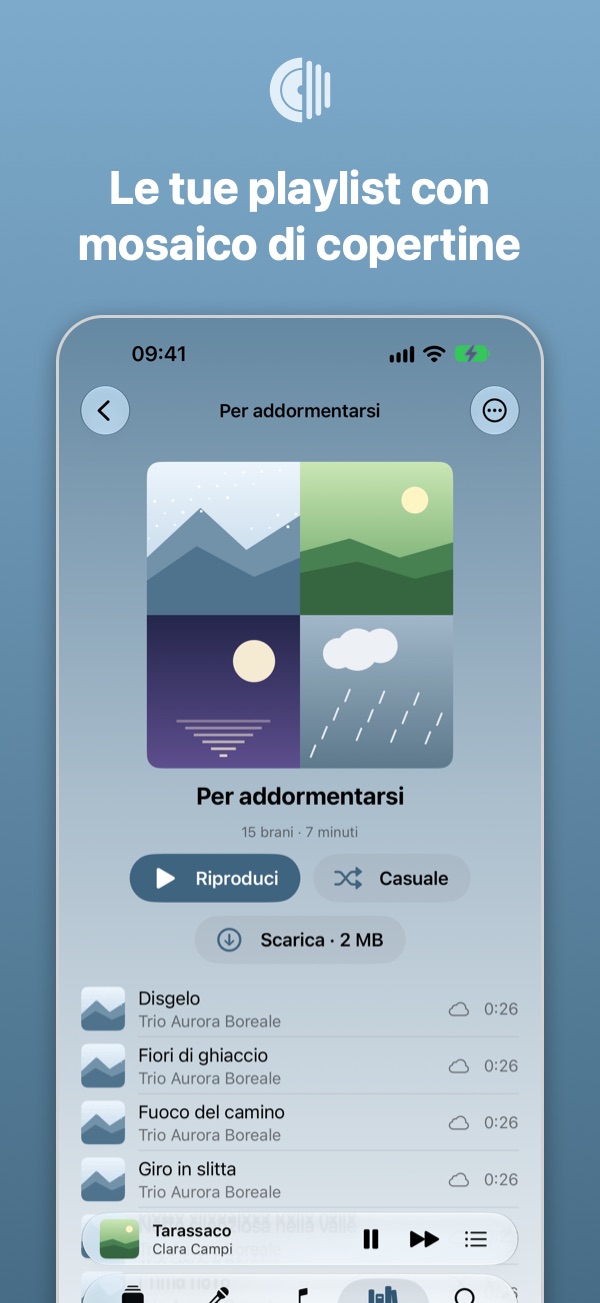 Le tue playlist con
mosaico di copertine
09:41
Per addormentarsi
Per addormentarsi
15 brani · 7 minuti
Riproduci
Casuale
Scarica · 2 MB
Disgelo
Trio Aurora Boreale
0:26
Fiori di ghiaccio
Trio Aurora Boreale
0:26
Fuoco del camino
Trio Aurora Boreale
0:26
Giro in slitta
Trio Aurora Boreale
0:26
Tarassaco
Clara Campi